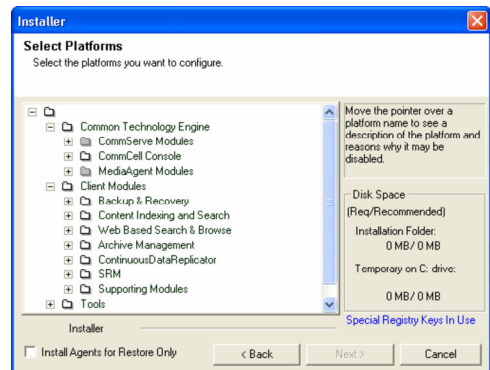 Installer
Select Platforms
Select the platforms you want to configure.
Common Technology Engine
CommServe Modules
CommCell Console
MediaAgent Modules
Client Modules
Backup & Recovery
Content Indexing and Search
Web Based Search & Browse
Archive Management
ContinuousDataReplicator
SRM
Supporting Modules
Tools
Move the pointer over a
platform name to see a
description of the platform and
reasons why it may be
disabled.
Disk Space
(Req/Recommended)
Installation Folder:
0 MB/ 0 MB
Temporary on C: drive:
0 MB/ 0 MB
Special Registry Keys In Use
Installer
Install Agents for Restore Only
< Back
Next >
Cancel